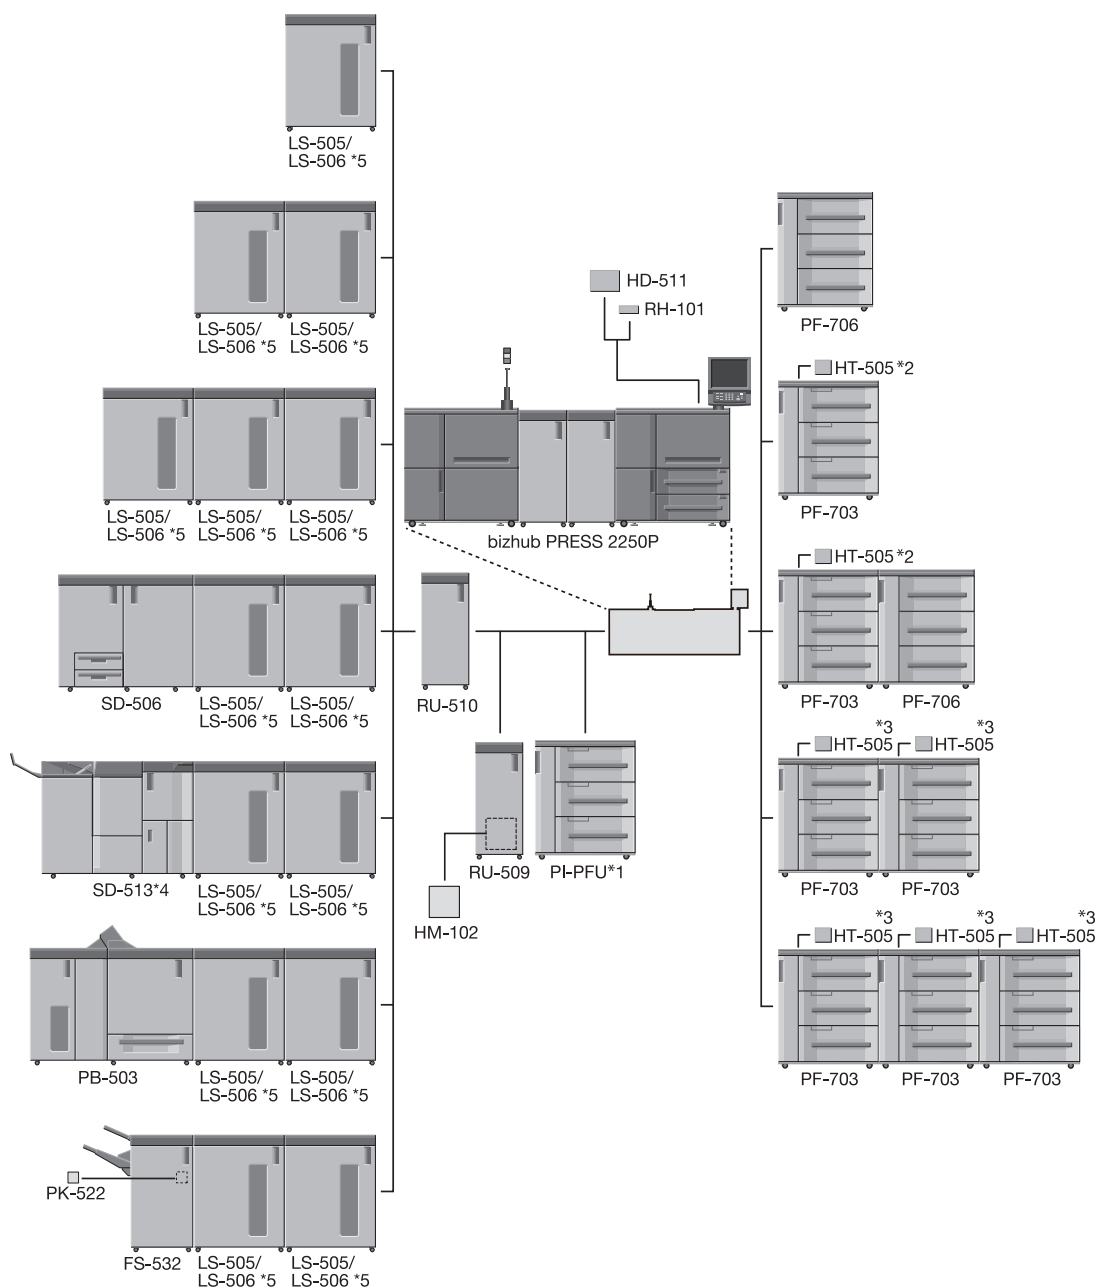 LS-505/
LS-506 *5
LS-505/ LS-505/
LS-506 *5 LS-506 *5
LS-505/ LS-505/ LS-505/
LS-506 *5 LS-506 *5 LS-506 *5
SD-506
LS-505/ LS-505/
LS-506 *5 LS-506 *5
SD-513*4
LS-505/ LS-505/
LS-506 *5 LS-506 *5
PB-503
LS-505/ LS-505/
LS-506 *5 LS-506 *5
PK-522
FS-532
LS-505/ LS-505/
LS-506 *5 LS-506 *5
HD-511
RH-101
bizhub PRESS 2250P
RU-510
RU-509
PI-PFU*1
HM-102
PF-706
HT-505 *2
PF-703
HT-505 *2
PF-703 PF-706
*3 *3
HT-505 HT-505
PF-703 PF-703
*3 *3 *3
HT-505 HT-505 HT-505
PF-703 PF-703 PF-703